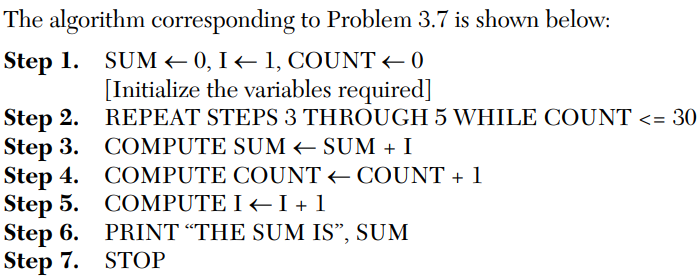 The algorithm corresponding to Problem 3.7 is shown below:
Step 1. SUM ← 0, I ← 1, COUNT ← 0
[Initialize the variables required]
Step 2. REPEAT STEPS 3 THROUGH 5 WHILE COUNT <= 30
Step 3. COMPUTE SUM ← SUM + I
Step 4. COMPUTE COUNT ← COUNT + 1
Step 5. COMPUTE I ← I + 1
Step 6. PRINT “THE SUM IS”, SUM
Step 7. STOP